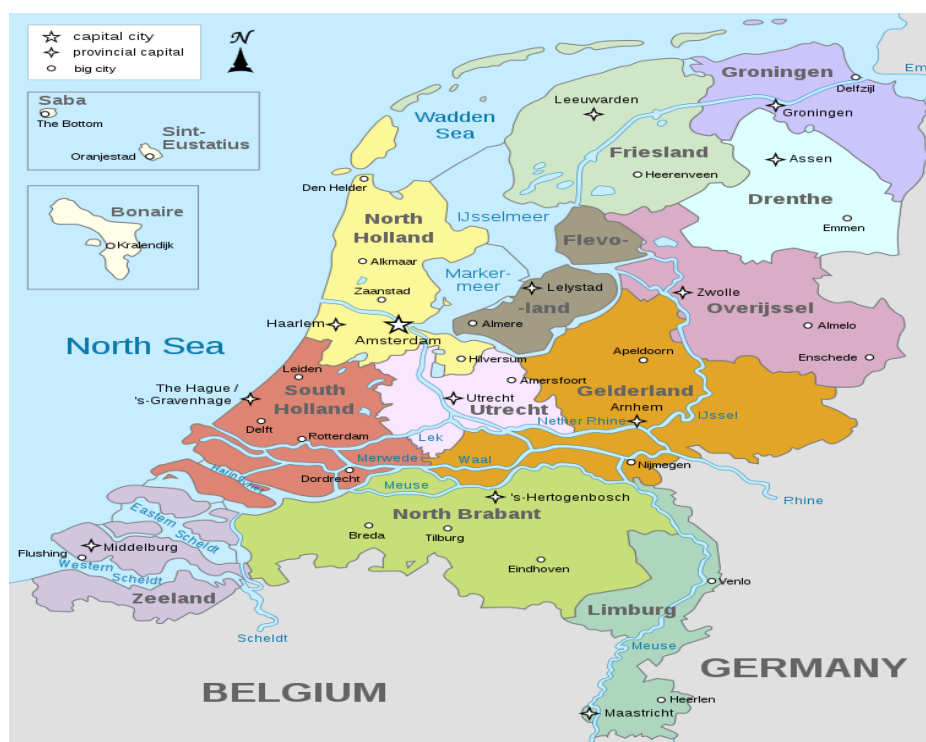 capital city
provincial capital
big city
N
Saba
The Bottom
Sint-
Eustatius
Oranjestad
Bonaire
Kralendijk
Groningen
Em
Delfzijl
Leeuwarden
Groningen
Wadden
Sea
Friesland
Assen
Heerenveen
Den Helder
Drenthe
North
Holland
IJsselmeer
Emmen
Flevo-
Alkmaar
Marker-
meer
Lelystad
Zwolle
Zaanstad
-land
Overijssel
Haarlem
Almere
Almelo
Amsterdam
North Sea
Hilversum
Apeldoorn
Enschede
Leiden
Amersfoort
The Hague /
's-Gravenhage
South
Holland
Utrecht
Utrecht
Gelderland
Arnhem
Nether Rhine
IJssel
Delft
Rotterdam
Lek
Merwede
Waal
Nijmegen
Haringvliet
Dordrecht
Meuse
Rhine
's-Hertogenbosch
Eastern
Scheldt
North Brabant
Breda
Tilburg
Middelburg
Flushing
Western
Scheldt
Eindhoven
Venlo
Zeeland
Limburg
Scheldt
Meuse
GERMANY
BELGIUM
Heerlen
Maastricht